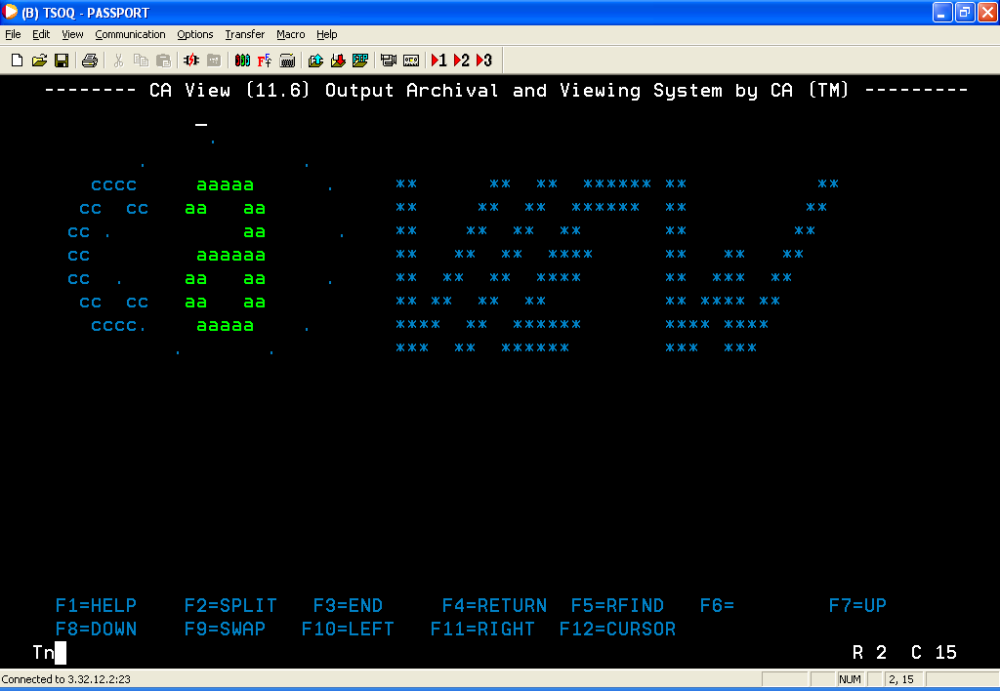 (B) TSOQ - PASSPORT
File Edit View Communication Options Transfer Macro Help
1 2 3
-------- CA View (11.6) Output Archival and Viewing System by CA (TM) ---------
_
.
. .
cccc aaaaa . ** ** ** ****** ** **
cc cc aa aa ** ** ** ****** ** **
cc . aa . ** ** ** ** ** **
cc aaaaaa ** ** ** **** ** ** **
cc . aa aa . ** ** ** **** ** *** **
cc cc aa aa ** ** ** ** ** **** **
cccc. aaaaa . **** ** ****** **** ****
. . *** ** ****** *** ***
F1=HELP F2=SPLIT F3=END F4=RETURN F5=RFIND F6= F7=UP
F8=DOWN F9=SWAP F10=LEFT F11=RIGHT F12=CURSOR
Tn R 2 C 15
Connected to 3.32.12.2:23 NUM 2, 15